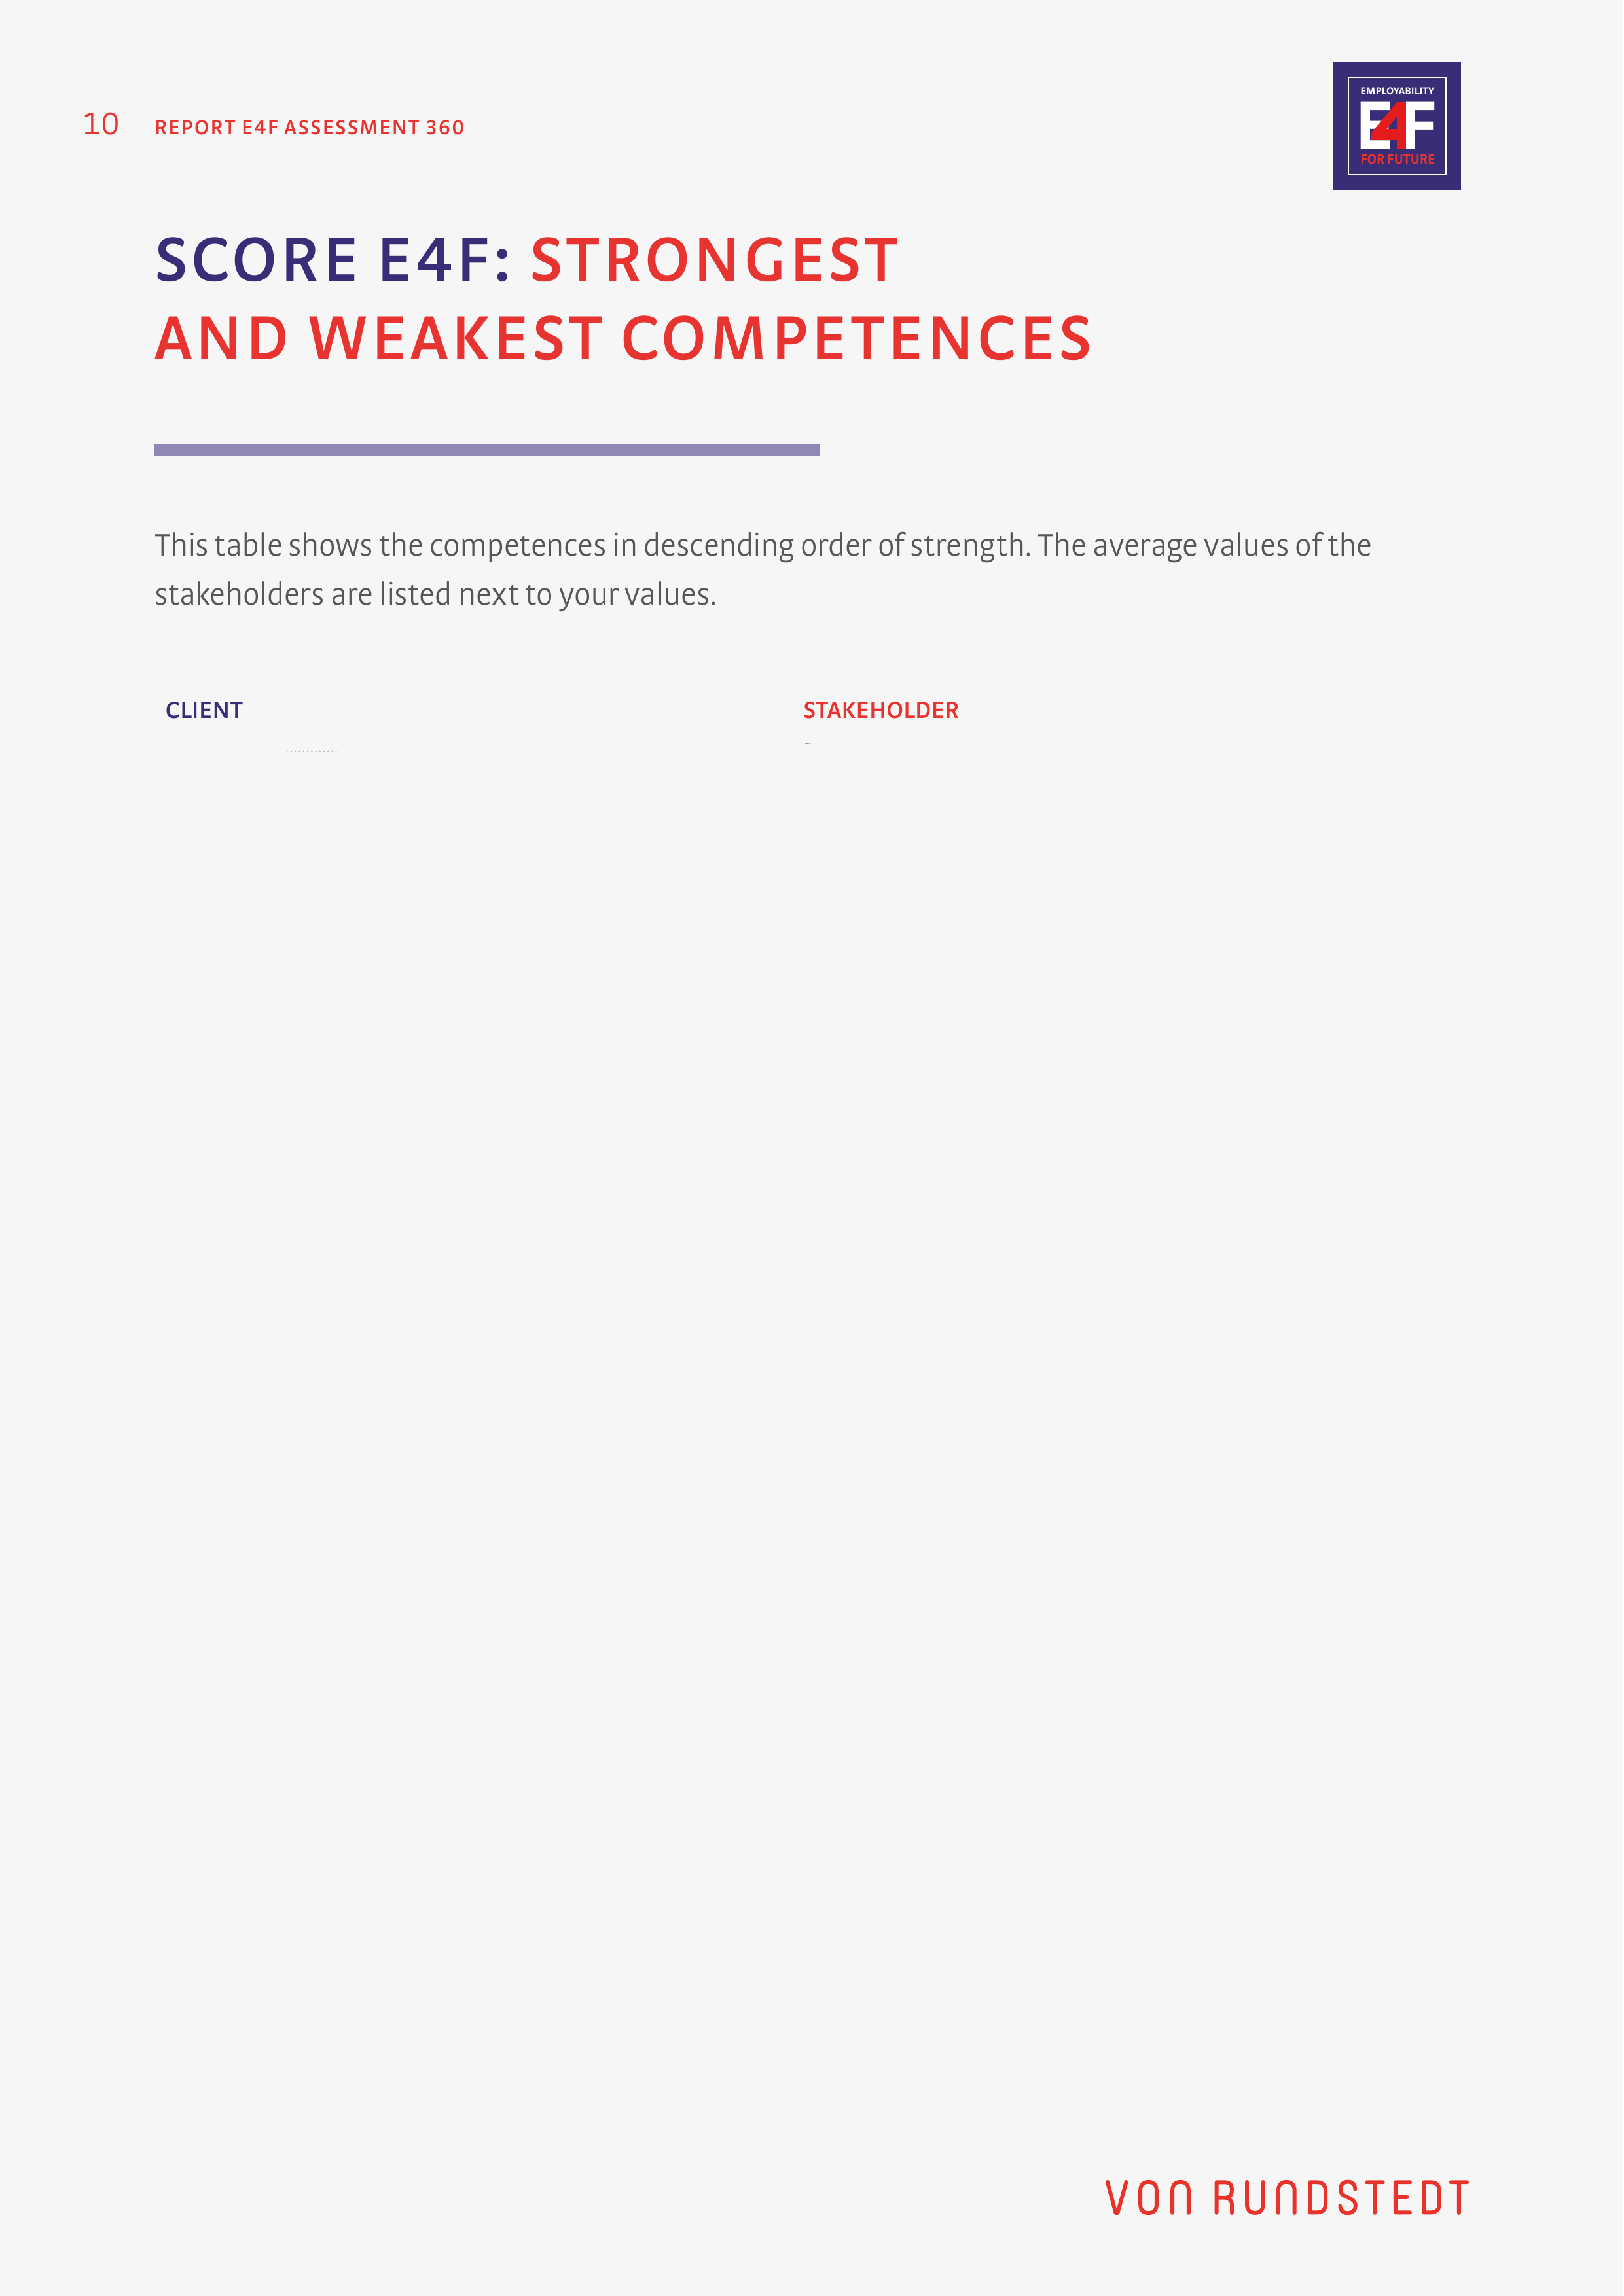 10 REPORT E4F ASSESSMENT 360
EMPLOYABILITY
E4F
FOR FUTURE
SCORE E4F: STRONGEST
AND WEAKEST COMPETENCES
This table shows the competences in descending order of strength. The average values of the
stakeholders are listed next to your values.
CLIENT STAKEHOLDER
VON RUNDSTEDT